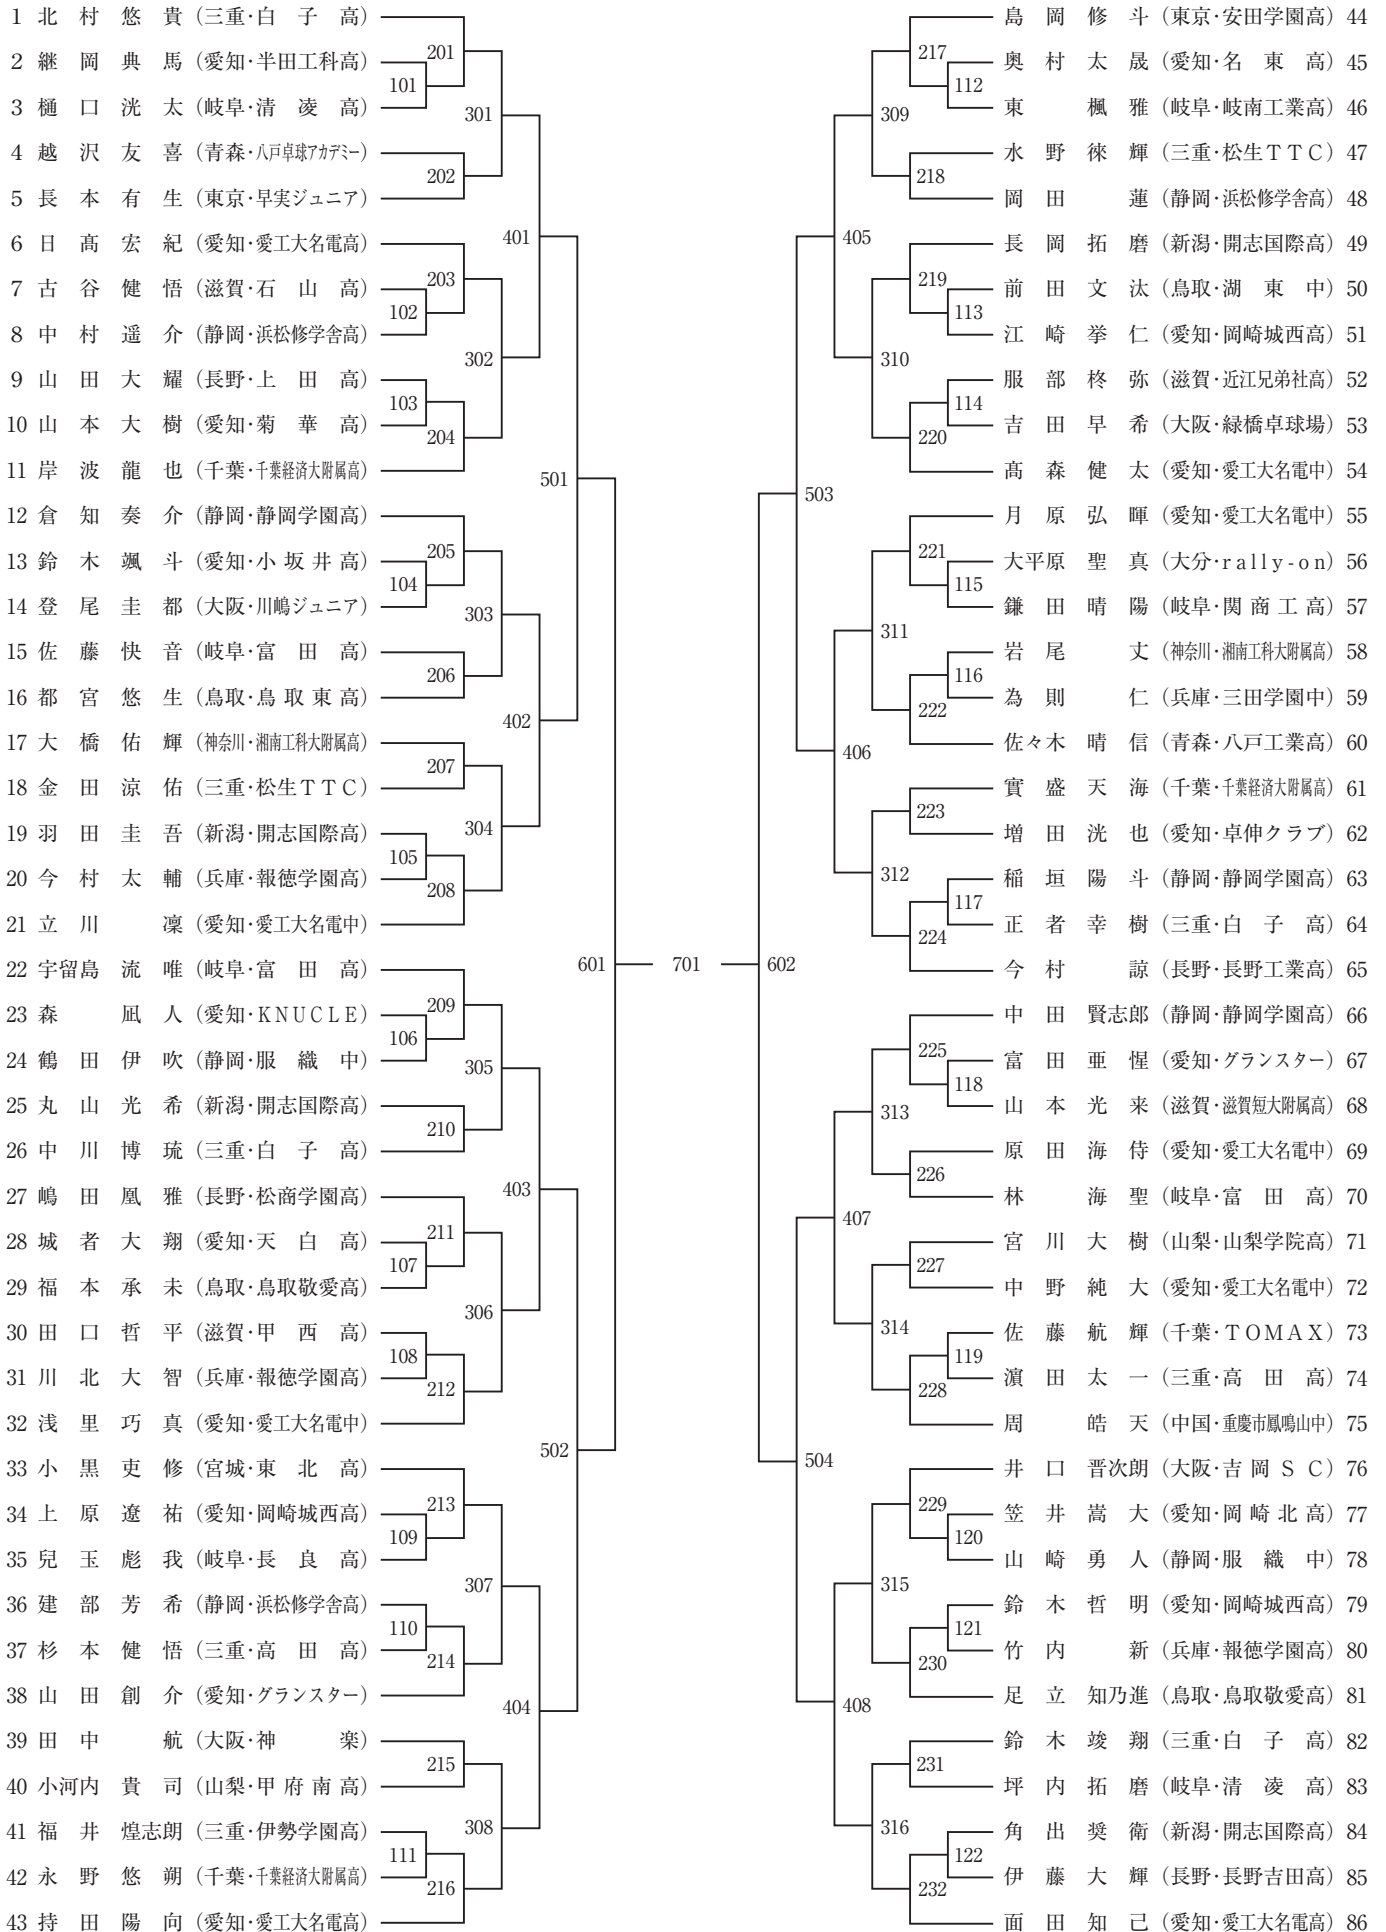 1 北村悠貴 (三重・白子高)
2 継岡典馬 (愛知・半田工科高)
3 樋口洸太 (岐阜・清凌高)
4 越沢友喜 (青森・八戸卓球アカデミー)
5 長本有生 (東京・早実ジュニア)
6 日髙宏紀 (愛知・愛工大名電高)
7 古谷健悟 (滋賀・石山高)
8 中村遥介 (静岡・浜松修学舎高)
9 山田大耀 (長野・上田高)
10 山本大樹 (愛知・菊華高)
11 岸波龍也 (千葉・千葉経済大附属高)
12 倉知奏介 (静岡・静岡学園高)
13 鈴木颯斗 (愛知・小坂井高)
14 登尾圭都 (大阪・川嶋ジュニア)
15 佐藤快音 (岐阜・富田高)
16 都宮悠生 (鳥取・鳥取東高)
17 大橋佑輝 (神奈川・湘南工科大附属高)
18 金田涼佑 (三重・松生TTC)
19 羽田圭吾 (新潟・開志国際高)
20 今村太輔 (兵庫・報徳学園高)
21 立川凜 (愛知・愛工大名電中)
22 宇留島流唯 (岐阜・富田高)
23 森凪人 (愛知・KNUCLE)
24 鶴田伊吹 (静岡・服織中)
25 丸山光希 (新潟・開志国際高)
26 中川博琉 (三重・白子高)
27 嶋田凰雅 (長野・松商学園高)
28 城者大翔 (愛知・天白高)
29 福本承未 (鳥取・鳥取敬愛高)
30 田口哲平 (滋賀・甲西高)
31 川北大智 (兵庫・報徳学園高)
32 浅里巧真 (愛知・愛工大名電中)
33 小黒吏修 (宮城・東北高)
34 上原遼祐 (愛知・岡崎城西高)
35 兒玉彪我 (岐阜・長良高)
36 建部芳希 (静岡・浜松修学舎高)
37 杉本健悟 (三重・高田高)
38 山田創介 (愛知・グランスター)
39 田中航 (大阪・神楽)
40 小河内貴司 (山梨・甲府南高)
41 福井煌志朗 (三重・伊勢学園高)
42 永野悠朔 (千葉・千葉経済大附属高)
43 持田陽向 (愛知・愛工大名電高)
101
102
103
104
105
106
107
108
109
110
111
201
202
203
204
205
206
207
208
209
210
211
212
213
214
215
216
301
302
303
304
305
306
307
308
401
402
403
404
501
502
601
701
602
503
504
405
406
407
408
309
310
311
312
313
314
315
316
217
218
219
220
221
222
223
224
225
226
227
228
229
230
231
232
112
113
114
115
116
117
118
119
120
121
122
島岡修斗 (東京・安田学園高) 44
奥村太晟 (愛知・名東高) 45
東楓雅 (岐阜・岐南工業高) 46
水野徠輝 (三重・松生TTC) 47
岡田蓮 (静岡・浜松修学舎高) 48
長岡拓磨 (新潟・開志国際高) 49
前田文汰 (鳥取・湖東中) 50
江崎挙仁 (愛知・岡崎城西高) 51
服部柊弥 (滋賀・近江兄弟社高) 52
吉田早希 (大阪・緑橋卓球場) 53
髙森健太 (愛知・愛工大名電中) 54
月原弘暉 (愛知・愛工大名電中) 55
大平原聖真 (大分・rally-on) 56
鎌田晴陽 (岐阜・関商工高) 57
岩尾丈 (神奈川・湘南工科大附属高) 58
為則仁 (兵庫・三田学園中) 59
佐々木晴信 (青森・八戸工業高) 60
實盛天海 (千葉・千葉経済大附属高) 61
増田洸也 (愛知・卓伸クラブ) 62
稲垣陽斗 (静岡・静岡学園高) 63
正者幸樹 (三重・白子高) 64
今村諒 (長野・長野工業高) 65
中田賢志郎 (静岡・静岡学園高) 66
富田亜惺 (愛知・グランスター) 67
山本光来 (滋賀・滋賀短大附属高) 68
原田海侍 (愛知・愛工大名電中) 69
林海聖 (岐阜・富田高) 70
宮川大樹 (山梨・山梨学院高) 71
中野純大 (愛知・愛工大名電中) 72
佐藤航輝 (千葉・TOMAX) 73
濵田太一 (三重・高田高) 74
周皓天 (中国・重慶市鳳鳴山中) 75
井口晋次朗 (大阪・吉岡SC) 76
笠井嵩大 (愛知・岡崎北高) 77
山崎勇人 (静岡・服織中) 78
鈴木哲明 (愛知・岡崎城西高) 79
竹内新 (兵庫・報徳学園高) 80
足立知乃進 (鳥取・鳥取敬愛高) 81
鈴木竣翔 (三重・白子高) 82
坪内拓磨 (岐阜・清凌高) 83
角出奨衛 (新潟・開志国際高) 84
伊藤大輝 (長野・長野吉田高) 85
面田知己 (愛知・愛工大名電高) 86